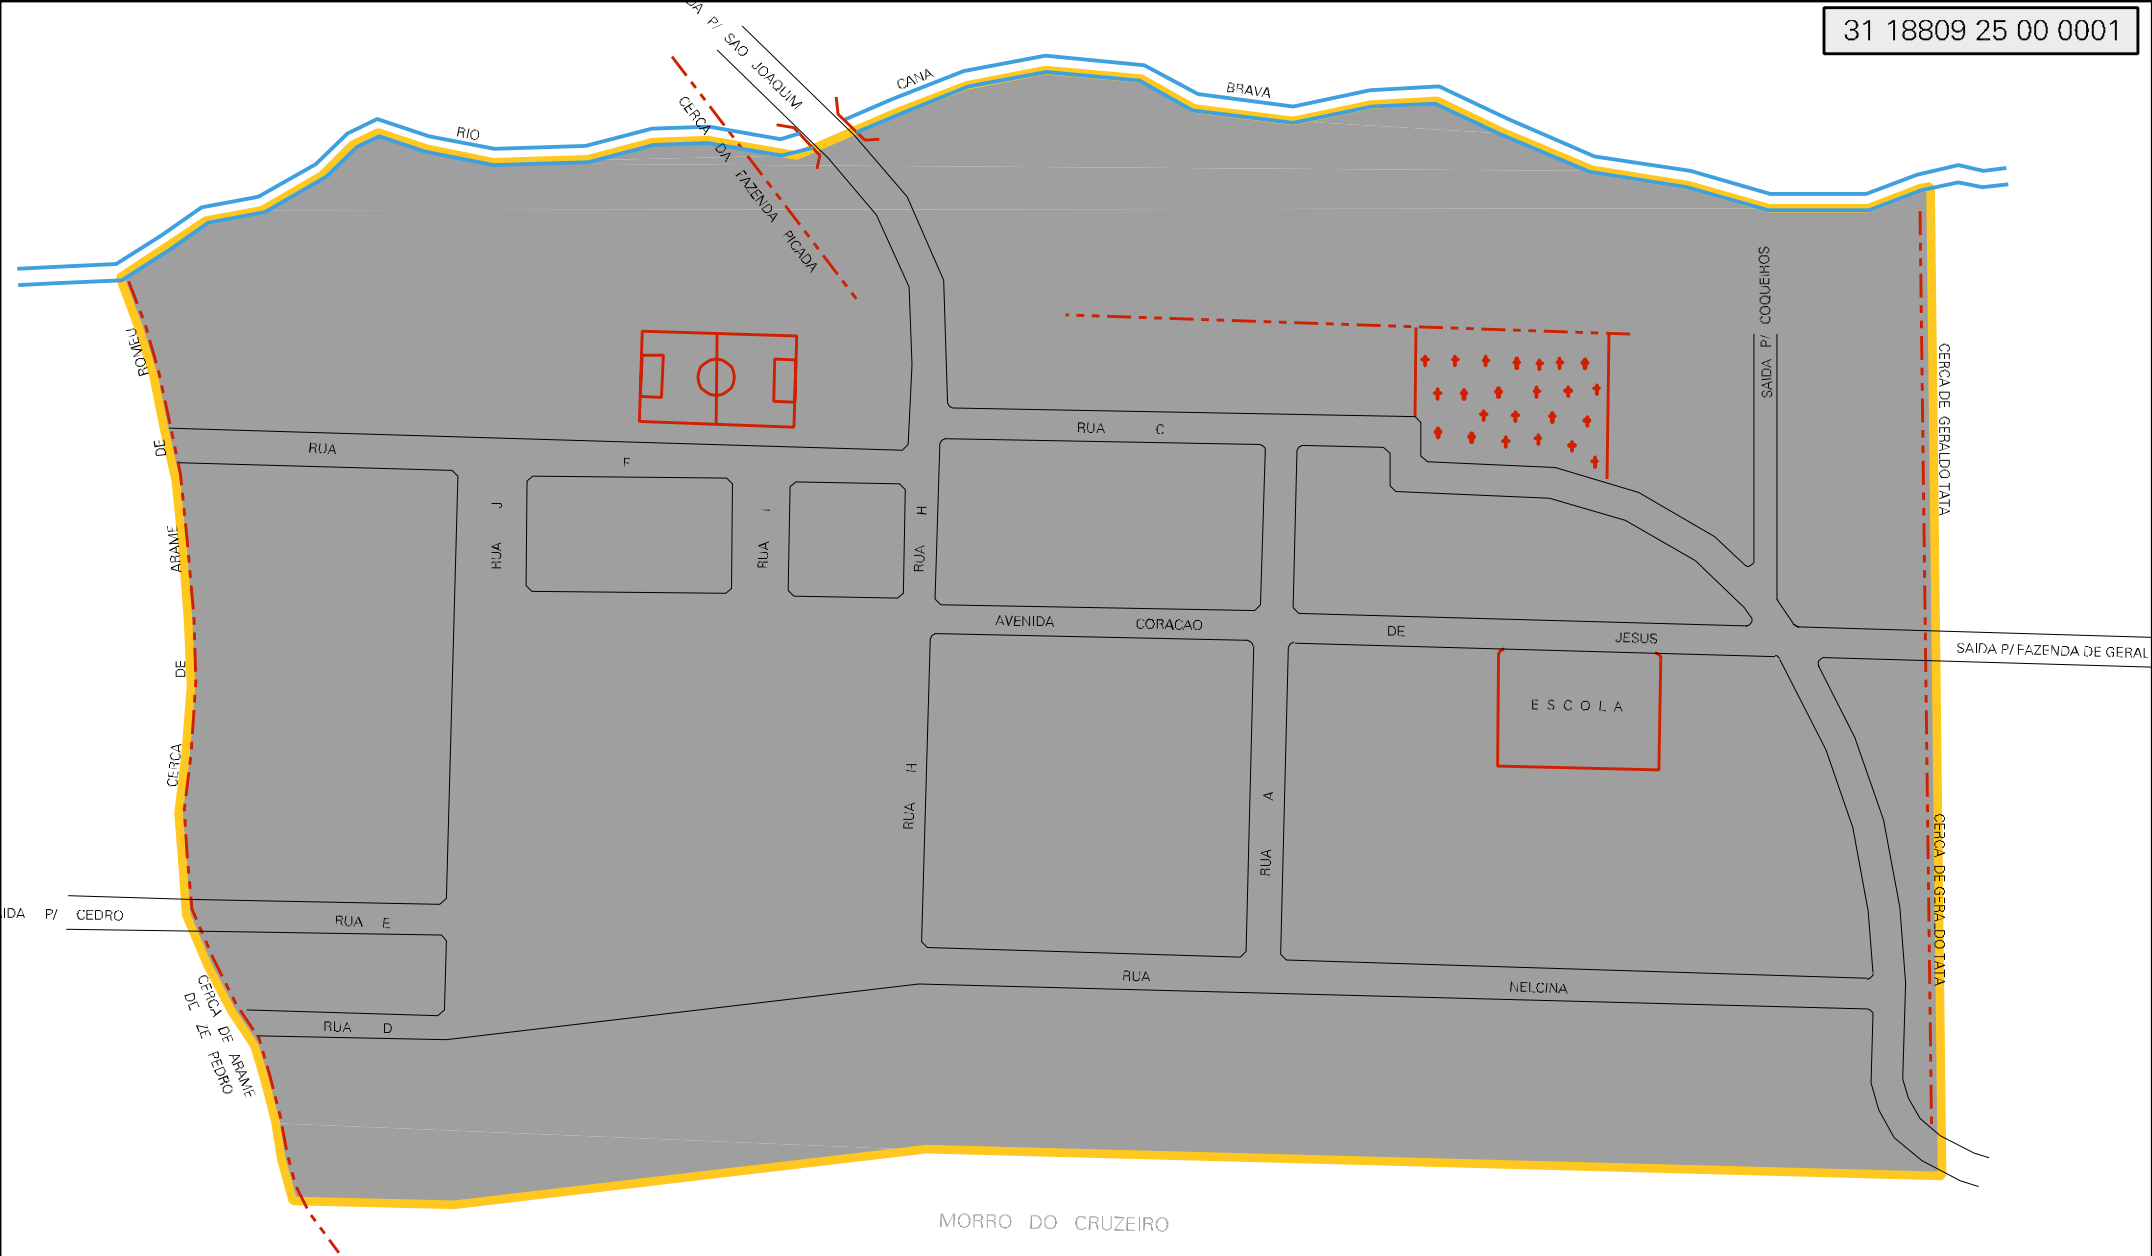 31 18809 25 00 0001
P/ SAO JOAQUIM
RIO CANA BRAVA
CERCA DA FAZENDA PICADA
SAIDA P/ COQUEIROS
CERCA DE GERALDO TATA
CERCA DE ARAME DE ROMEU
RUA F
RUA C
RUA J
RUA I
RUA H
AVENIDA CORACAO DE JESUS
SAIDA P/ FAZENDA DE GERAL
ESCOLA
RUA H
RUA A
CERCA DE GERALDO TATA
P/ CEDRO
RUA E
RUA NELCINA
RUA D
CERCA DE ARAME
DE ZE PEDRO
MORRO DO CRUZEIRO